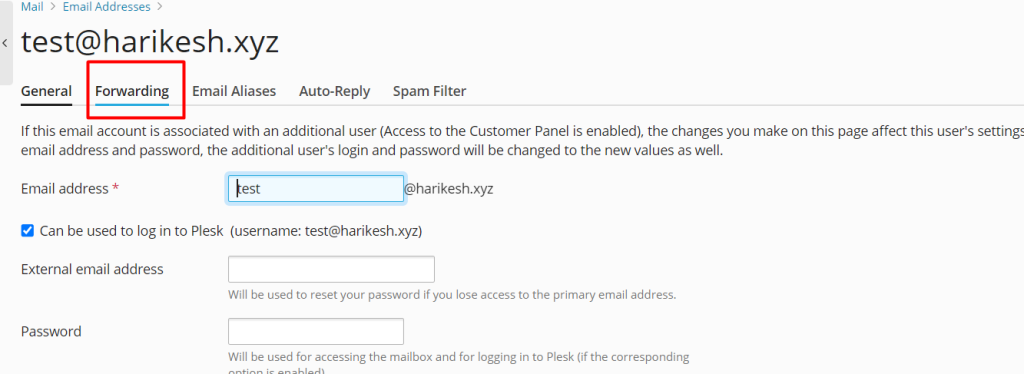 Mail > Email Addresses >
test@harikesh.xyz
General Forwarding Email Aliases Auto-Reply Spam Filter
If this email account is associated with an additional user (Access to the Customer Panel is enabled), the changes you make on this page affect this user's settings
email address and password, the additional user's login and password will be changed to the new values as well.
Email address * test @harikesh.xyz
Can be used to log in to Plesk (username: test@harikesh.xyz)
External email address
Will be used to reset your password if you lose access to the primary email address.
Password
Will be used for accessing the mailbox and for logging in to Plesk (if the corresponding
option is enabled)